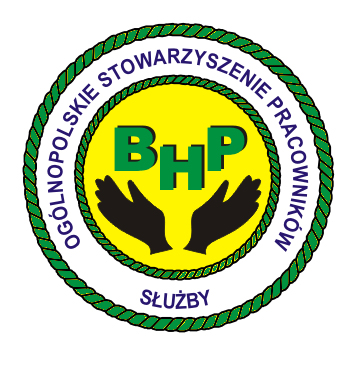 OGÓLNOPOLSKIE STOWARZYSZENIE PRACOWNIKÓW
SŁUŻBY
BHP